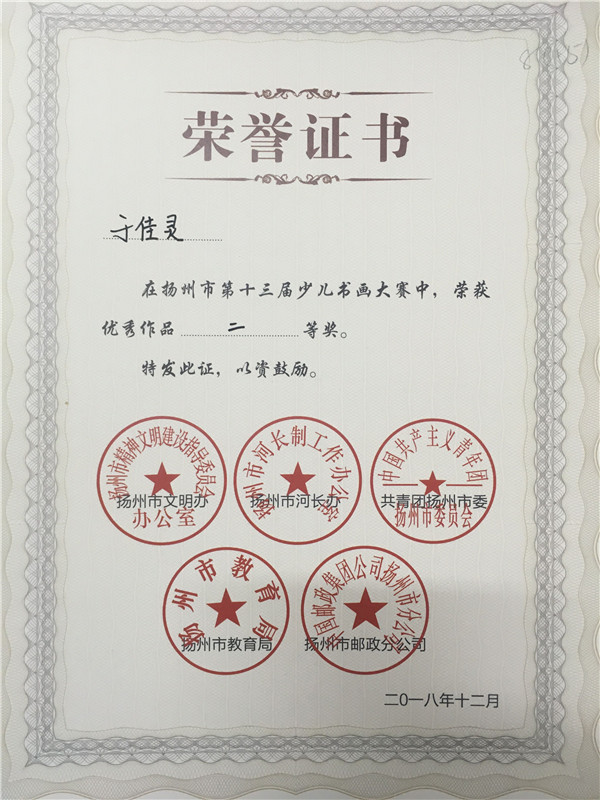 荣誉证书
于佳灵
在扬州市第十三届少儿书画大赛中，荣获
优秀作品 二 等奖。
特发此证，以资鼓励。
扬州市精神文明建设指导委员会
办公室
扬州市文明办
扬州市河长制工作办公室
扬州市河长办
中国共产主义青年团
扬州市委员会
共青团扬州市委
扬州市教育局
扬州市教育局
中国邮政集团公司扬州市分公司
扬州市邮政分公司
二〇一八年十二月